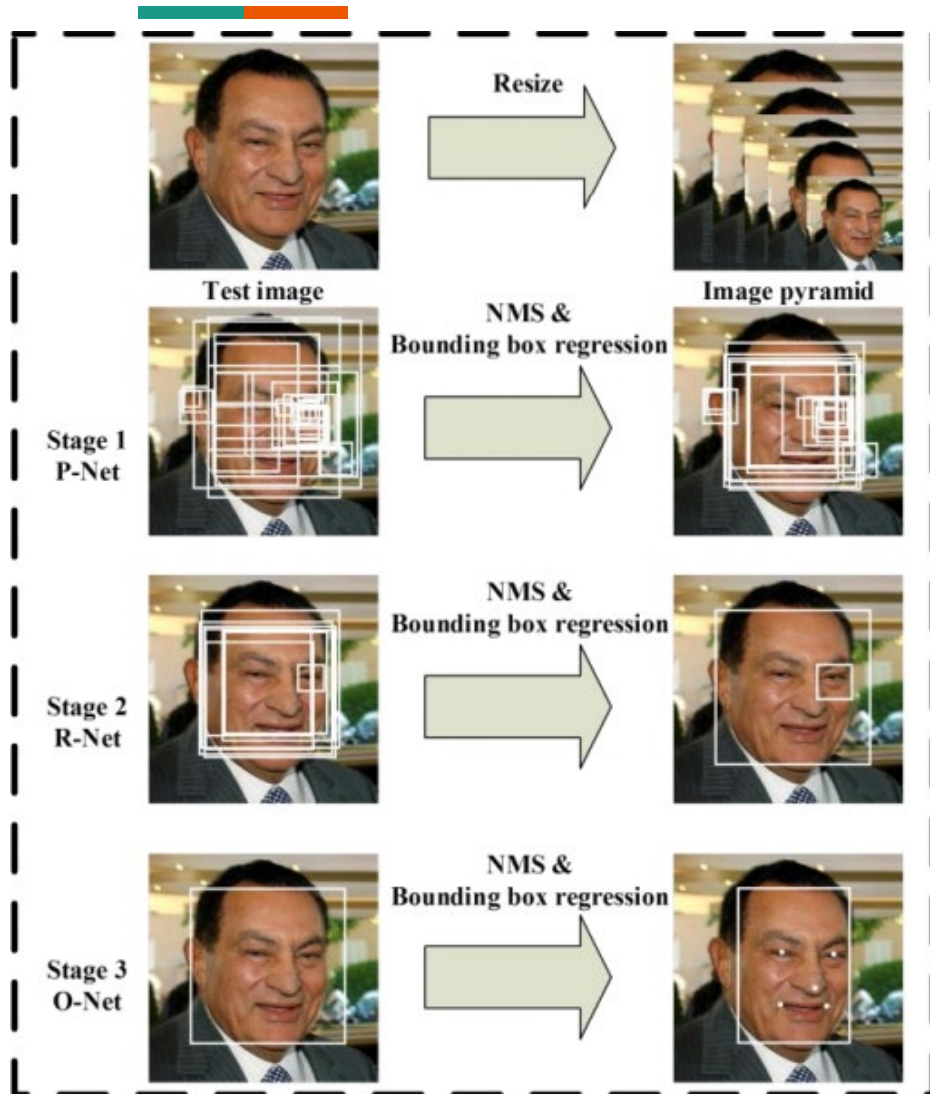 Resize
Test image
Image pyramid
NMS &
Bounding box regression
Stage 1
P-Net
NMS &
Bounding box regression
Stage 2
R-Net
NMS &
Bounding box regression
Stage 3
O-Net